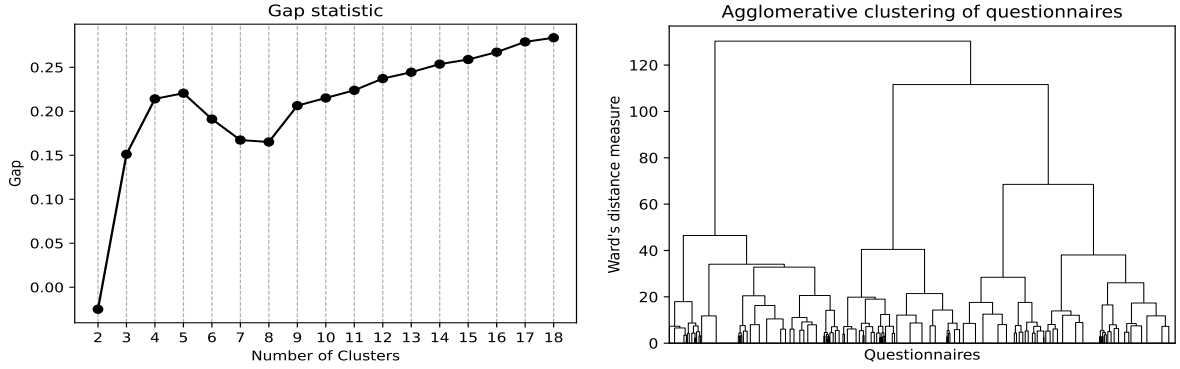 Gap statistic
Gap
0.25
0.20
0.15
0.10
0.05
0.00
2 3 4 5 6 7 8 9 10 11 12 13 14 15 16 17 18
Number of Clusters
Agglomerative clustering of questionnaires
Ward's distance measure
120
100
80
60
40
20
0
Questionnaires